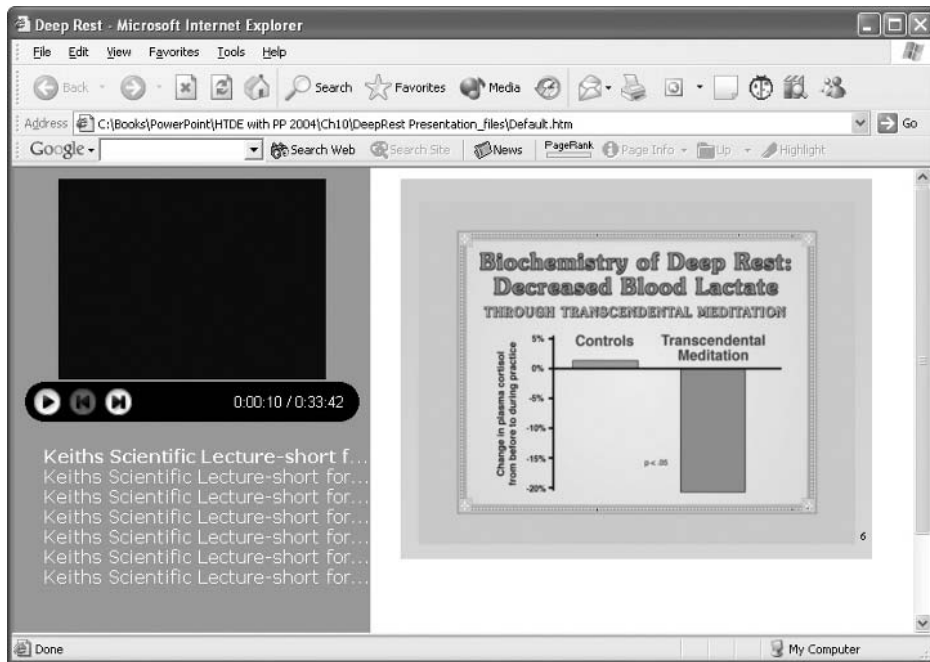 Deep Rest - Microsoft Internet Explorer
File Edit View Favorites Tools Help
Back Search Favorites Media
Address C:\Books\PowerPoint\HTDE with PP 2004\Ch10\DeepRest Presentation_files\Default.htm Go
Google Search Web Search Site News PageRank Page Info Up Highlight
0:00:10 / 0:33:42
Keiths Scientific Lecture-short f...
Keiths Scientific Lecture-short for...
Keiths Scientific Lecture-short for...
Keiths Scientific Lecture-short for...
Keiths Scientific Lecture-short for...
Keiths Scientific Lecture-short for...
Keiths Scientific Lecture-short for...
Biochemistry of Deep Rest:
Decreased Blood Lactate
THROUGH TRANSCENDENTAL MEDITATION
Change in plasma cortisol
from before to during practice
5%
0%
-5%
-10%
-15%
-20%
Controls
Transcendental
Meditation
p< .05
6
Done My Computer